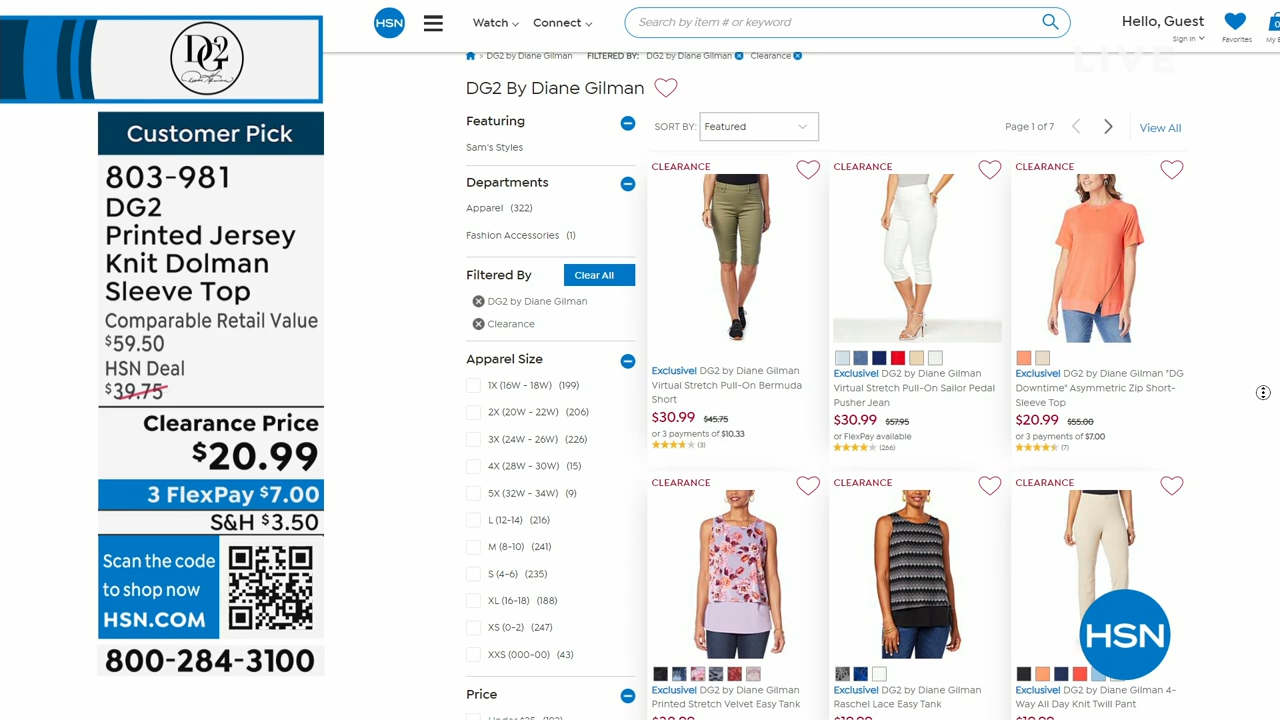 DG2
Customer Pick
803-981
DG2
Printed Jersey
Knit Dolman
Sleeve Top
Comparable Retail Value
$59.50
HSN Deal
$39.75
Clearance Price
$20.99
3 FlexPay $7.00
S&H $3.50
Scan the code
to shop now
HSN.COM
800-284-3100
HSN
Watch
Connect
Search by item # or keyword
Hello, Guest
Sign In
Favorites
0
LIVE
> DG2 by Diane Gilman FILTERED BY: DG2 by Diane Gilman Clearance
DG2 By Diane Gilman
Featuring
Sam's Styles
Departments
Apparel (322)
Fashion Accessories (1)
Filtered By
Clear All
DG2 by Diane Gilman
Clearance
Apparel Size
1X (16W - 18W) (199)
2X (20W - 22W) (206)
3X (24W - 26W) (226)
4X (28W - 30W) (15)
5X (32W - 34W) (9)
L (12-14) (216)
M (8-10) (241)
S (4-6) (235)
XL (16-18) (188)
XS (0-2) (247)
XXS (000-00) (43)
Price
SORT BY: Featured
Page 1 of 7
View All
CLEARANCE
Exclusive! DG2 by Diane Gilman
Virtual Stretch Pull-On Bermuda
Short
$30.99 $45.75
or 3 payments of $10.33
(3)
CLEARANCE
Exclusive! DG2 by Diane Gilman
Virtual Stretch Pull-On Sailor Pedal
Pusher Jean
$30.99 $57.95
or FlexPay available
(266)
CLEARANCE
Exclusive! DG2 by Diane Gilman "DG
Downtime" Asymmetric Zip Short-
Sleeve Top
$20.99 $55.00
or 3 payments of $7.00
(7)
CLEARANCE
Exclusive! DG2 by Diane Gilman
Printed Stretch Velvet Easy Tank
CLEARANCE
Exclusive! DG2 by Diane Gilman
Raschel Lace Easy Tank
CLEARANCE
Exclusive! DG2 by Diane Gilman 4-
Way All Day Knit Twill Pant
HSN